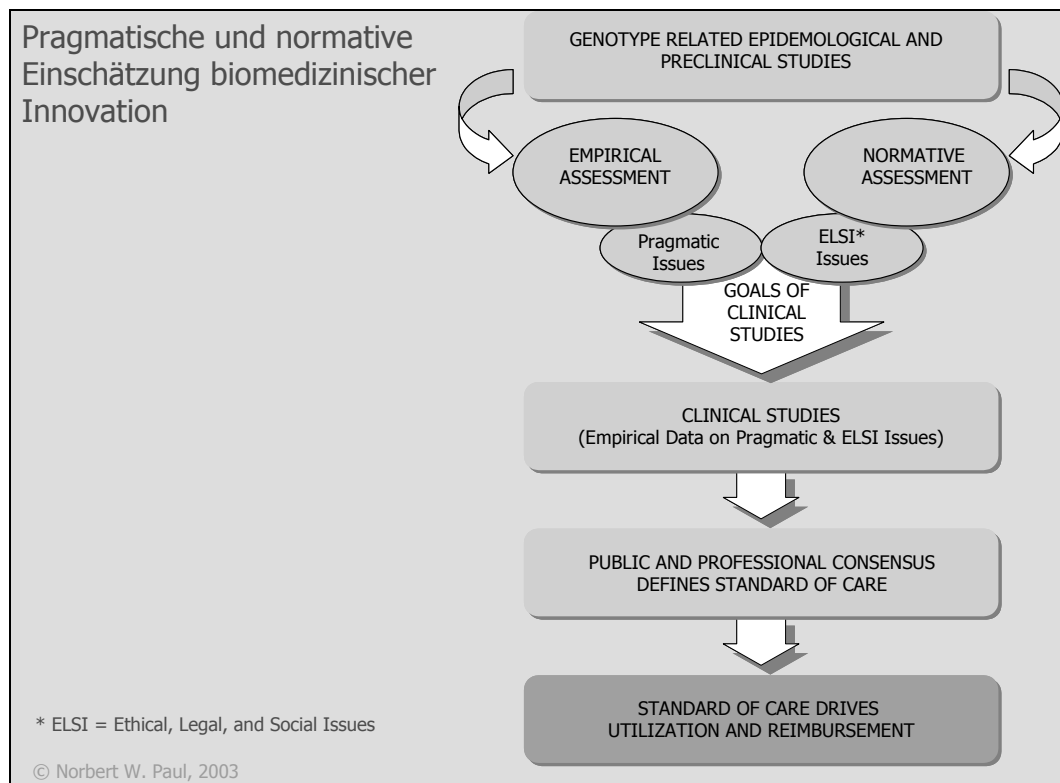 Pragmatische und normative
Einschätzung biomedizinischer
Innovation
GENOTYPE RELATED EPIDEMOLOGICAL AND
PRECLINICAL STUDIES
EMPIRICAL
ASSESSMENT
NORMATIVE
ASSESSMENT
Pragmatic
Issues
ELSI*
Issues
GOALS OF
CLINICAL
STUDIES
CLINICAL STUDIES
(Empirical Data on Pragmatic & ELSI Issues)
PUBLIC AND PROFESSIONAL CONSENSUS
DEFINES STANDARD OF CARE
STANDARD OF CARE DRIVES
UTILIZATION AND REIMBURSEMENT
* ELSI = Ethical, Legal, and Social Issues
© Norbert W. Paul, 2003